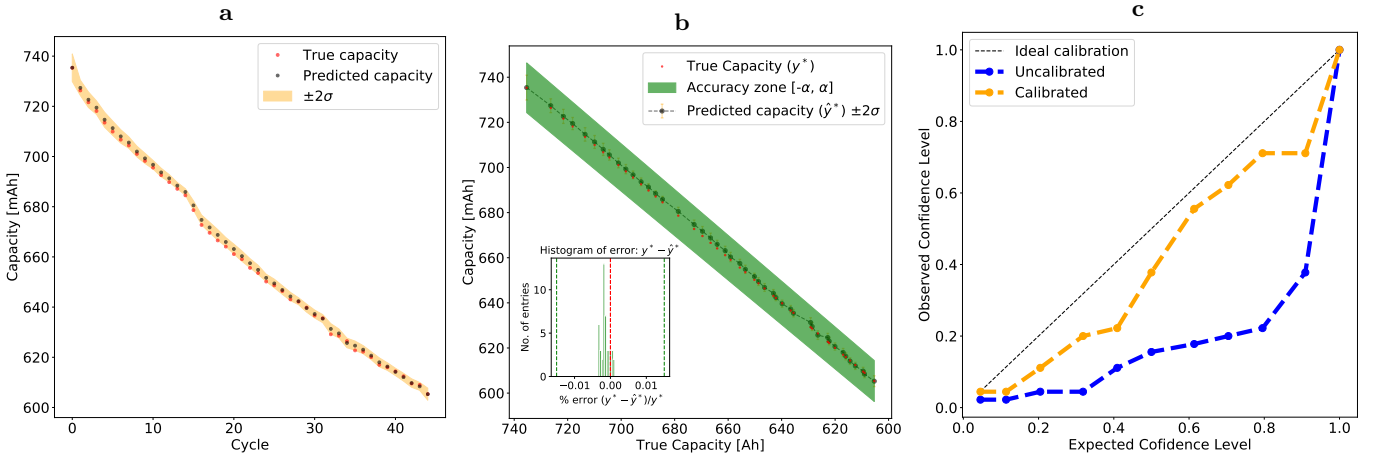 a
740
720
700
680
660
640
620
600
0
10
20
30
40
Capacity [mAh]
Cycle
True capacity
Predicted capacity
±2σ
b
740
720
700
680
660
640
620
600
740
720
700
680
660
640
620
600
Capacity [mAh]
True Capacity [Ah]
True Capacity (y*)
Accuracy zone [-α, α]
Predicted capacity (ŷ*) ±2σ
Histogram of error: y* − ŷ*
10
5
0
−0.01
0.00
0.01
No. of entries
% error (y* − ŷ*)/y*
c
1.0
0.8
0.6
0.4
0.2
0.0
0.0
0.2
0.4
0.6
0.8
1.0
Observed Confidence Level
Expected Cofidence Level
Ideal calibration
Uncalibrated
Calibrated